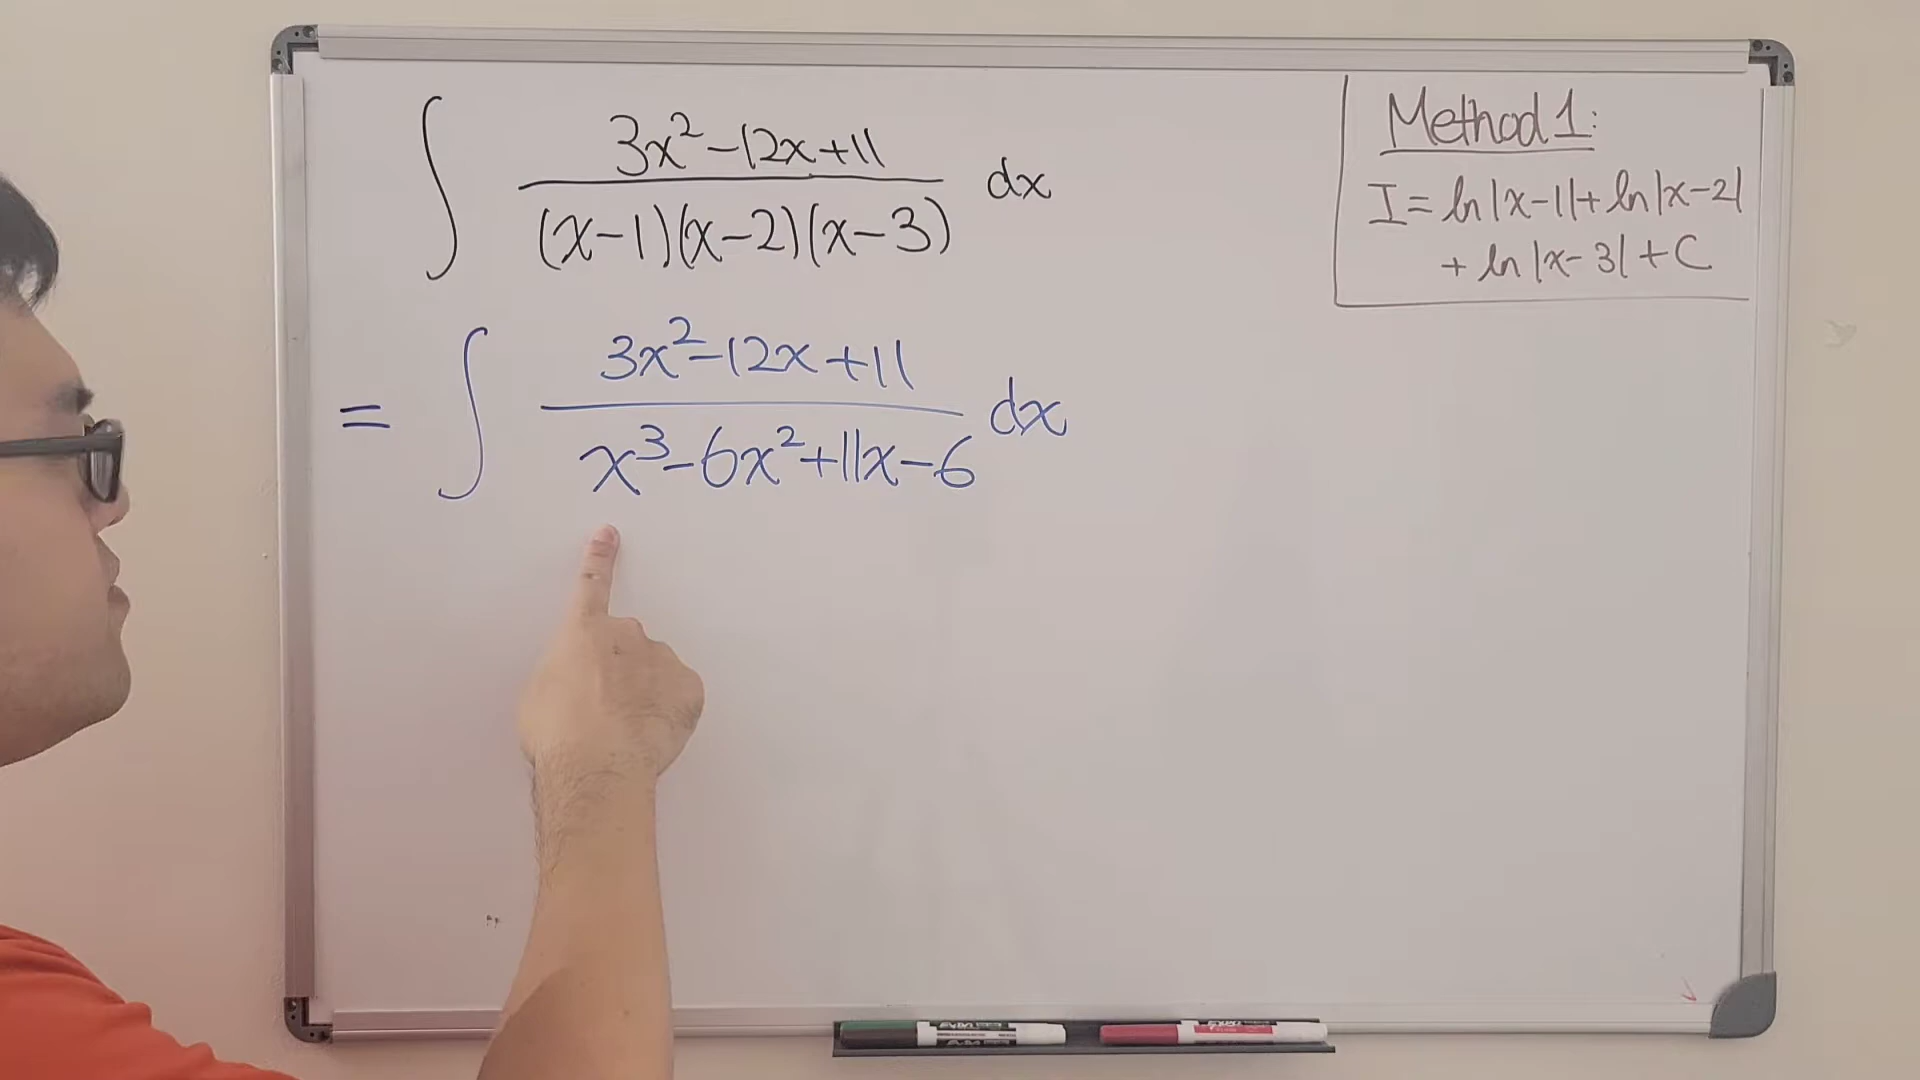 ∫ 3x²-12x+11 / (x-1)(x-2)(x-3) dx
= ∫ 3x²-12x+11 / x³-6x²+11x-6 dx
Method 1:
I = ln|x-1| + ln|x-2|
+ ln|x-3| + C
EXPO